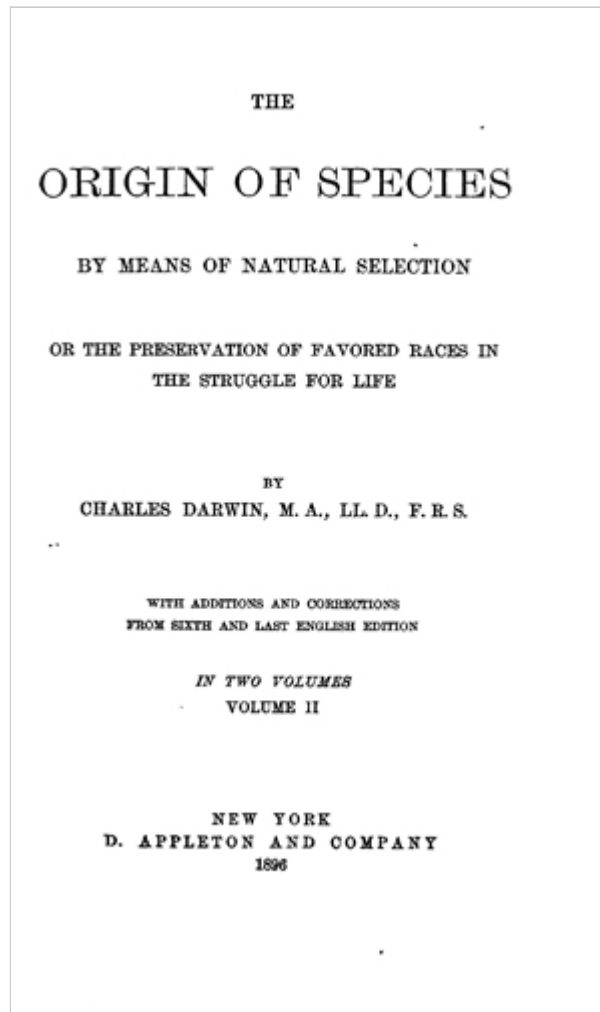 THE
ORIGIN OF SPECIES
BY MEANS OF NATURAL SELECTION
OR THE PRESERVATION OF FAVORED RACES IN
THE STRUGGLE FOR LIFE
BY
CHARLES DARWIN, M. A., LL. D., F. R. S.
WITH ADDITIONS AND CORRECTIONS
FROM SIXTH AND LAST ENGLISH EDITION
IN TWO VOLUMES
VOLUME II
NEW YORK
D. APPLETON AND COMPANY
1896